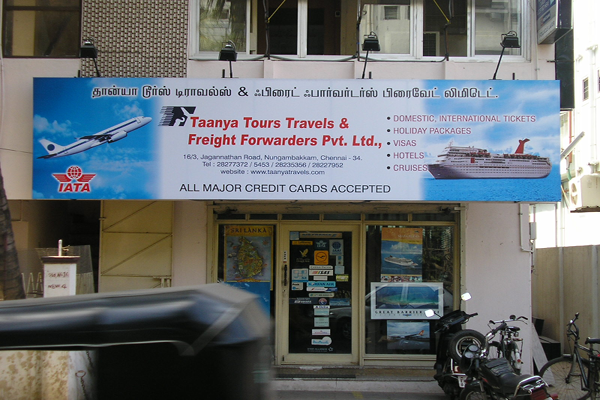 தான்யா டூர்ஸ் டிராவல்ஸ் & ஃபிரைட் ஃபார்வார்டர்ஸ் பிரைவேட் லிமிடெட்.
Taanya Tours Travels &
Freight Forwarders Pvt. Ltd.,
16/3, Jagannathan Road, Nungambakkam, Chennai - 34.
Tel : 28277372 / 5453 / 28235356 / 28227952
website : www.taanyatravels.com
ALL MAJOR CREDIT CARDS ACCEPTED
• DOMESTIC, INTERNATIONAL TICKETS
• HOLIDAY PACKAGES
• VISAS
• HOTELS
• CRUISES
IATA
SRI LANKA
GREAT BARRIER